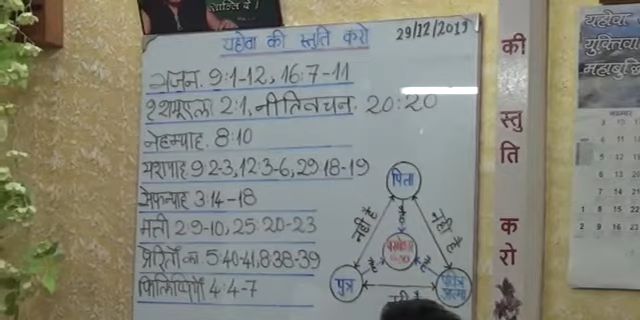 यहोवा की स्तुति करो
29/12/2019
भजन. 9:1-12, 16:7-11
1 शमूएल. 2:1, नीतिवचन. 20:20
नेहम्याह. 8:10
यशायाह 9:2-3, 12:3-6, 29:18-19
सपन्याह 3:14-18
मत्ती 2:9-10, 25:20-23
प्रेरितों का. 5:40-41, 8:38-39
फिलिप्पियों 4:4-7
पिता
नहीं है
है
नहीं है
परमेश्वर
है
है
पुत्र
पवित्र आत्मा
की
स्तु
ति
क
रो
यहोवा
युक्तिवा
महाबुद्धि